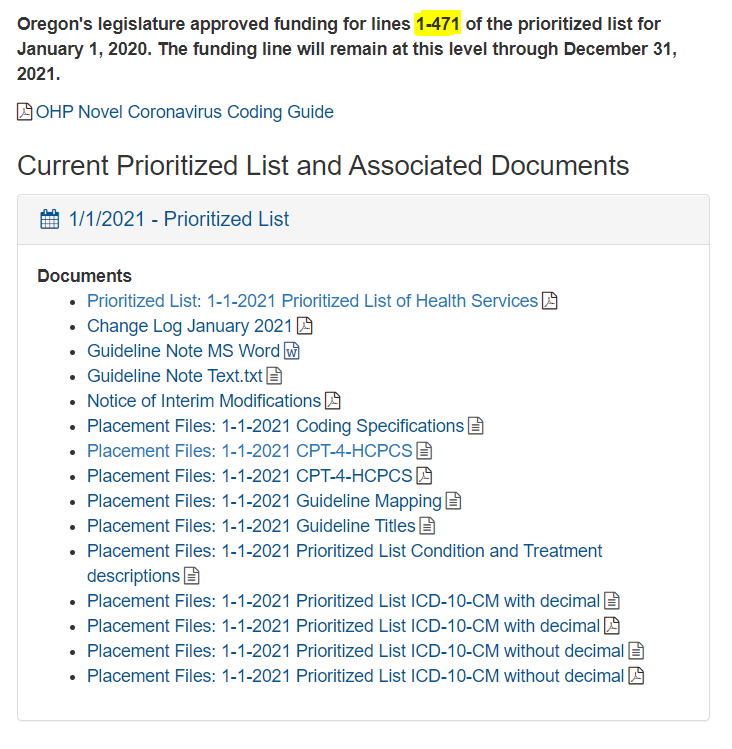 Oregon's legislature approved funding for lines 1-471 of the prioritized list for
January 1, 2020. The funding line will remain at this level through December 31,
2021.
OHP Novel Coronavirus Coding Guide
Current Prioritized List and Associated Documents
1/1/2021 - Prioritized List
Documents
• Prioritized List: 1-1-2021 Prioritized List of Health Services
• Change Log January 2021
• Guideline Note MS Word
• Guideline Note Text.txt
• Notice of Interim Modifications
• Placement Files: 1-1-2021 Coding Specifications
• Placement Files: 1-1-2021 CPT-4-HCPCS
• Placement Files: 1-1-2021 CPT-4-HCPCS
• Placement Files: 1-1-2021 Guideline Mapping
• Placement Files: 1-1-2021 Guideline Titles
• Placement Files: 1-1-2021 Prioritized List Condition and Treatment
descriptions
• Placement Files: 1-1-2021 Prioritized List ICD-10-CM with decimal
• Placement Files: 1-1-2021 Prioritized List ICD-10-CM with decimal
• Placement Files: 1-1-2021 Prioritized List ICD-10-CM without decimal
• Placement Files: 1-1-2021 Prioritized List ICD-10-CM without decimal